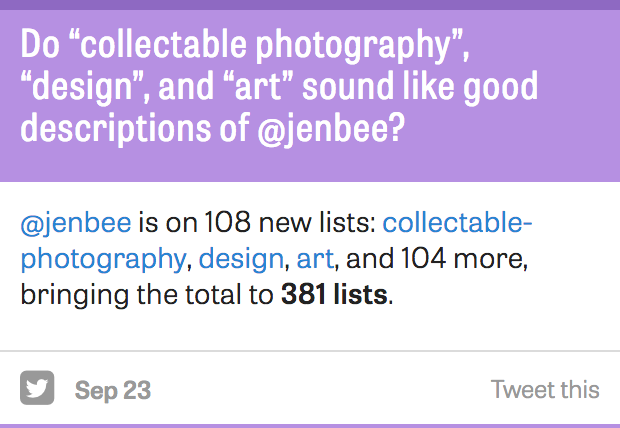 Do “collectable photography”,
“design”, and “art” sound like good
descriptions of @jenbee?
@jenbee is on 108 new lists: collectable-
photography, design, art, and 104 more,
bringing the total to 381 lists.
Sep 23 Tweet this